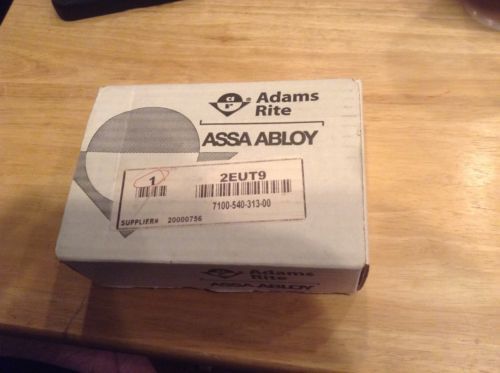 Adams
Rite
ASSA ABLOY
1
2EUT9
7100-540-313-00
SUPPLIER# 20000756
Adams
Rite
ASSA ABLOY